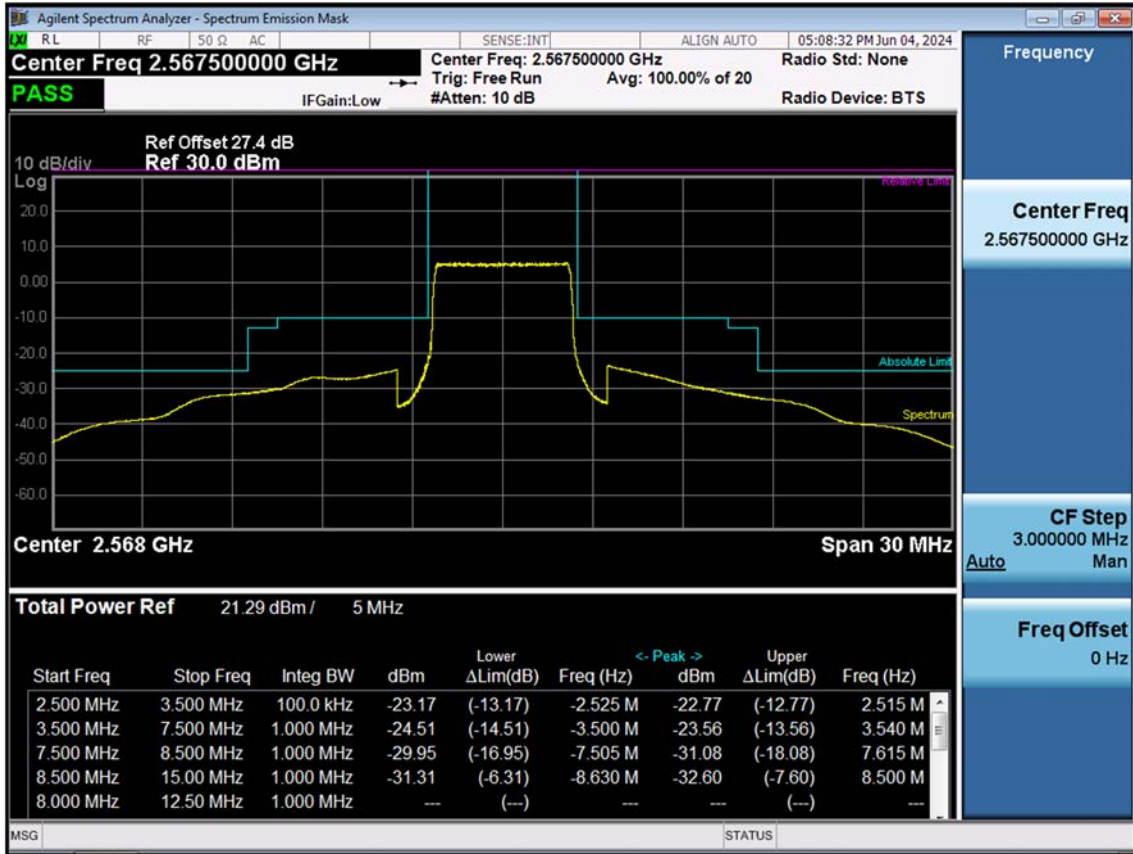 Agilent Spectrum Analyzer - Spectrum Emission Mask
LXI RL RF 50 Ω AC SENSE:INT ALIGN AUTO 05:08:32 PM Jun 04, 2024
Center Freq 2.567500000 GHz
Center Freq: 2.567500000 GHz
Radio Std: None
Trig: Free Run
Avg: 100.00% of 20
PASS
IFGain:Low
#Atten: 10 dB
Radio Device: BTS
Ref Offset 27.4 dB
10 dB/div Ref 30.0 dBm
Log
Relative Limit
20.0
10.0
0.00
-10.0
-20.0
Absolute Limit
-30.0
Spectrum
-40.0
-50.0
-60.0
Center 2.568 GHz Span 30 MHz
Total Power Ref 21.29 dBm / 5 MHz
Lower <- Peak -> Upper
Start Freq Stop Freq Integ BW dBm ΔLim(dB) Freq (Hz) dBm ΔLim(dB) Freq (Hz)
2.500 MHz 3.500 MHz 100.0 kHz -23.17 (-13.17) -2.525 M -22.77 (-12.77) 2.515 M
3.500 MHz 7.500 MHz 1.000 MHz -24.51 (-14.51) -3.500 M -23.56 (-13.56) 3.540 M
7.500 MHz 8.500 MHz 1.000 MHz -29.95 (-16.95) -7.505 M -31.08 (-18.08) 7.615 M
8.500 MHz 15.00 MHz 1.000 MHz -31.31 (-6.31) -8.630 M -32.60 (-7.60) 8.500 M
8.000 MHz 12.50 MHz 1.000 MHz --- (---) --- --- (---) ---
MSG STATUS
Frequency
Center Freq
2.567500000 GHz
CF Step
3.000000 MHz
Auto Man
Freq Offset
0 Hz